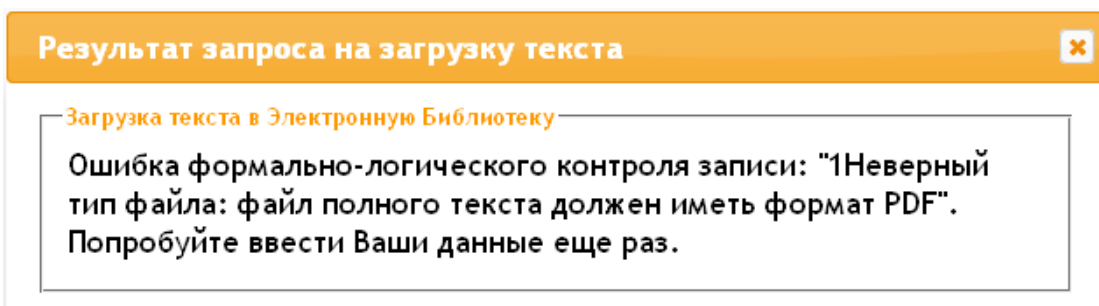 Результат запроса на загрузку текста
Загрузка текста в Электронную Библиотеку
Ошибка формально-логического контроля записи: "1Неверный
тип файла: файл полного текста должен иметь формат PDF".
Попробуйте ввести Ваши данные еще раз.